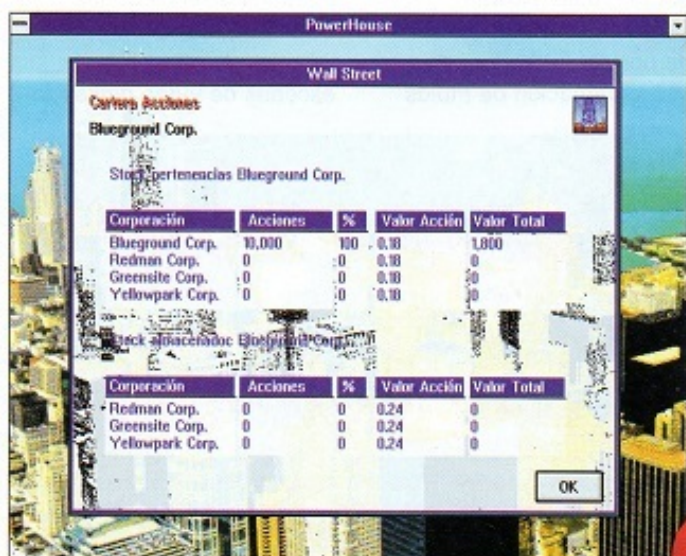 PowerHouse
Wall Street
Cartera Acciones
Blueground Corp.
Stock pertenencias Blueground Corp.
Corporación Acciones % Valor Acción Valor Total
Blueground Corp. 10,000 100 0.18 1,800
Redman Corp. 0 0 0.18 0
Greensite Corp. 0 0 0.18 0
Yellowpark Corp. 0 0 0.18 0
Stock almacenado Blueground Corp.
Corporación Acciones % Valor Acción Valor Total
Redman Corp. 0 0 0.24 0
Greensite Corp. 0 0 0.24 0
Yellowpark Corp. 0 0 0.24 0
OK